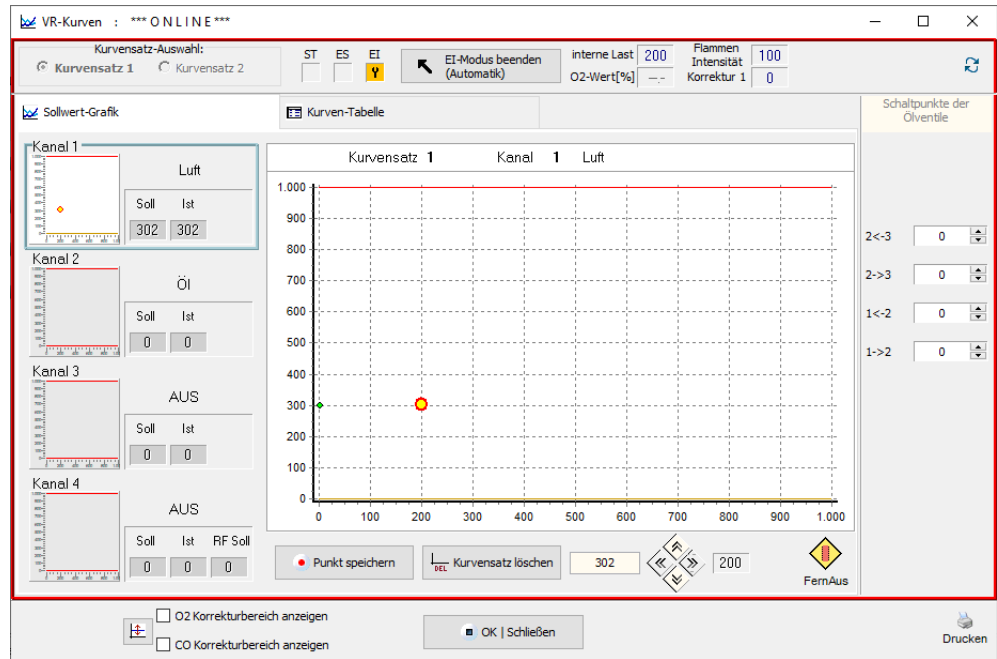 VR-Kurven : *** O N L I N E ***
Kurvensatz-Auswahl:
Kurvensatz 1 Kurvensatz 2
ST ES EI
EI-Modus beenden
(Automatik)
interne Last 200
O2-Wert[%] --.-
Flammen
Intensität 100
Korrektur 1 0
Sollwert-Grafik
Kurven-Tabelle
Schaltpunkte der
Ölventile
Kanal 1
Luft
Soll Ist
302 302
Kanal 2
Öl
Soll Ist
0 0
Kanal 3
AUS
Soll Ist
0 0
Kanal 4
AUS
Soll Ist RF Soll
0 0 0
Kurvensatz 1 Kanal 1 Luft
1.000
900
800
700
600
500
400
300
200
100
0
0 100 200 300 400 500 600 700 800 900 1.000
2<-3 0
2->3 0
1<-2 0
1->2 0
Punkt speichern
DEL Kurvensatz löschen
302
200
FernAus
O2 Korrekturbereich anzeigen
CO Korrekturbereich anzeigen
OK | Schließen
Drucken